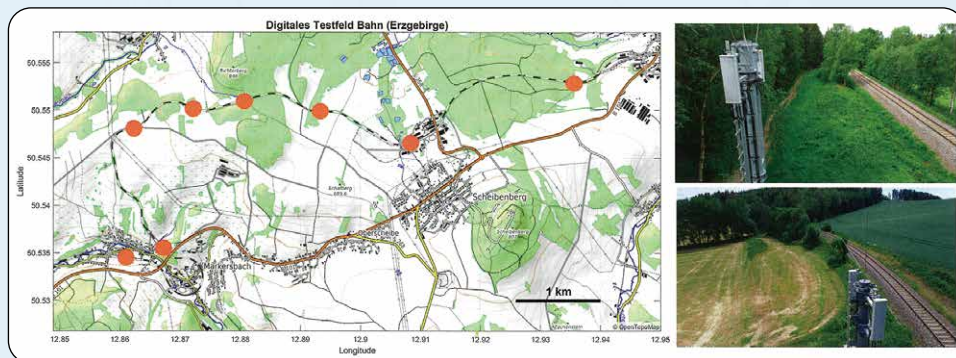 Digitales Testfeld Bahn (Erzgebirge)
50.555
50.55
50.545
50.54
50.535
50.53
Latitude
Scheibenberg
Oberscheibe
Markersbach
1 km
© OpenTopoMap
12.85
12.86
12.87
12.88
12.89
12.9
12.91
12.92
12.93
12.94
12.95
Longitude